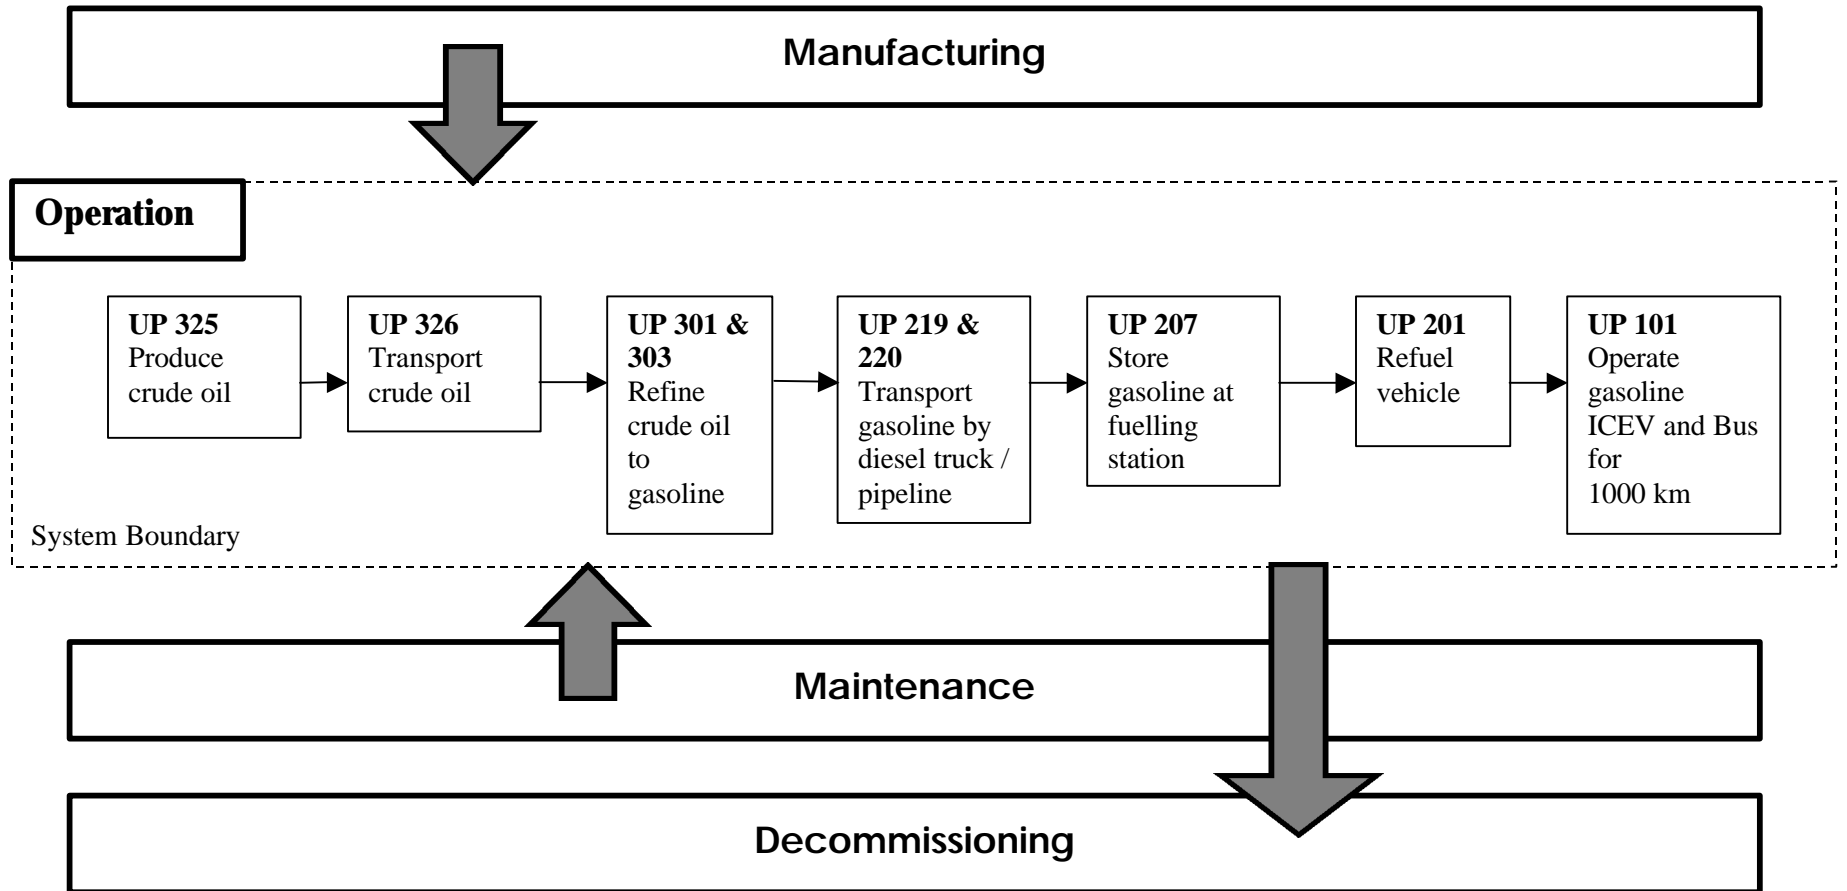 Manufacturing
Operation
UP 325
Produce
crude oil
UP 326
Transport
crude oil
UP 301 &
303
Refine
crude oil to
gasoline
UP 219 &
220
Transport
gasoline by
diesel truck /
pipeline
UP 207
Store
gasoline at
fuelling
station
UP 201
Refuel
vehicle
UP 101
Operate
gasoline
ICEV and Bus
for
1000 km
System Boundary
Maintenance
Decommissioning